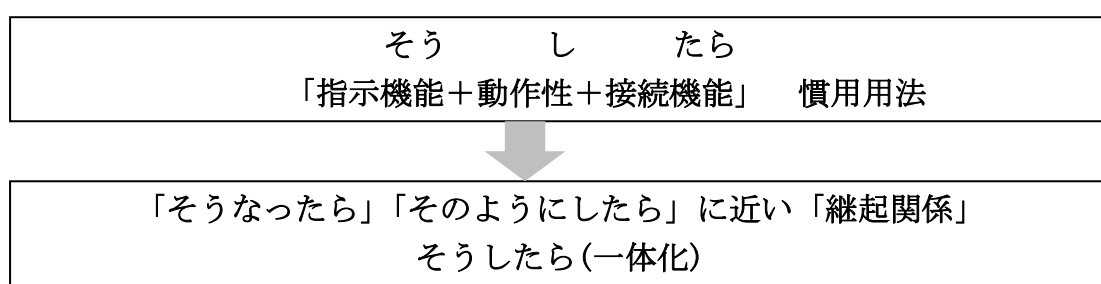 そう　　　し　　　たら
「指示機能＋動作性＋接続機能」　慣用用法
「そうなったら」「そのようにしたら」に近い「継起関係」
そうしたら(一体化)